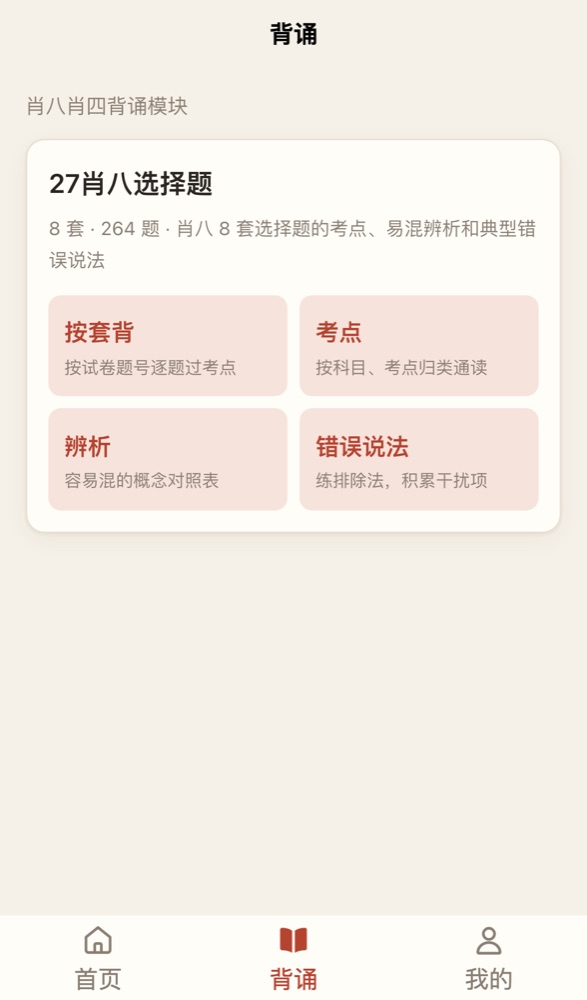 背诵
肖八肖四背诵模块
27肖八选择题
8 套 · 264 题 · 肖八 8 套选择题的考点、易混辨析和典型错
误说法
按套背
按试卷题号逐题过考点
考点
按科目、考点归类通读
辨析
容易混的概念对照表
错误说法
练排除法，积累干扰项
首页
背诵
我的